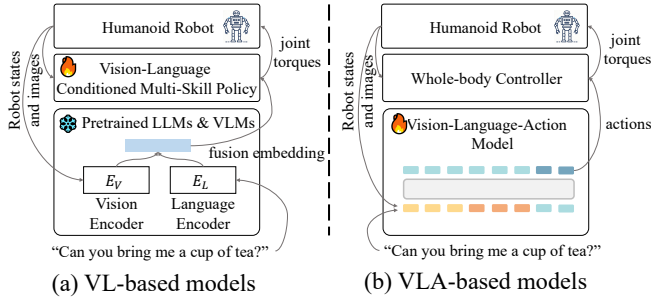 Humanoid Robot
joint
torques
Robot states
and images
Vision-Language
Conditioned Multi-Skill Policy
Pretrained LLMs & VLMs
fusion embedding
E_V
E_L
Vision
Encoder
Language
Encoder
“Can you bring me a cup of tea?”
(a) VL-based models
Humanoid Robot
joint
torques
Robot states
and images
Whole-body Controller
actions
Vision-Language-Action
Model
“Can you bring me a cup of tea?”
(b) VLA-based models